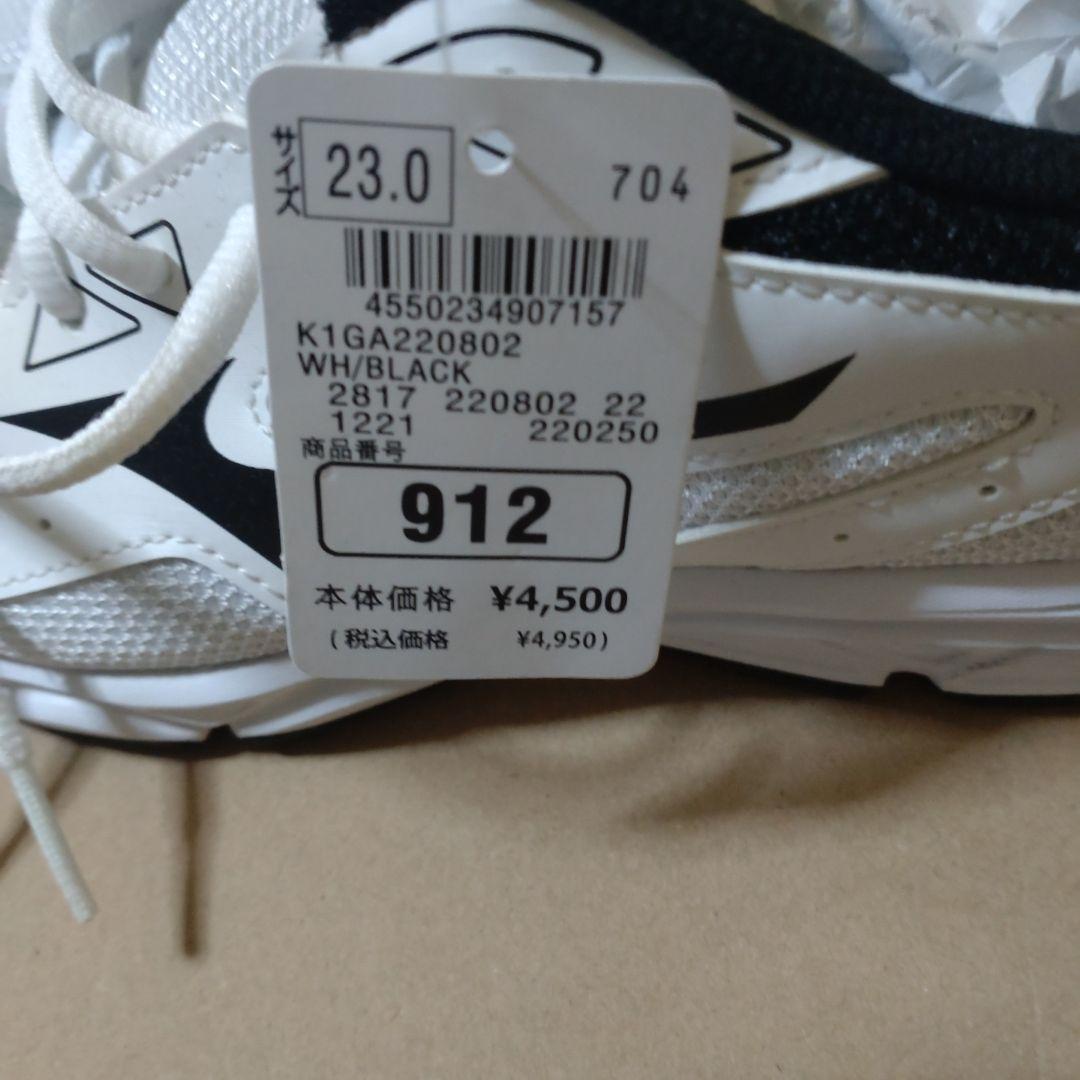 サイズ 23.0 704
4550234907157
K1GA220802
WH/BLACK
2817 220802 22
1221 220250
商品番号
912
本体価格 ¥4,500
(税込価格 ¥4,950)